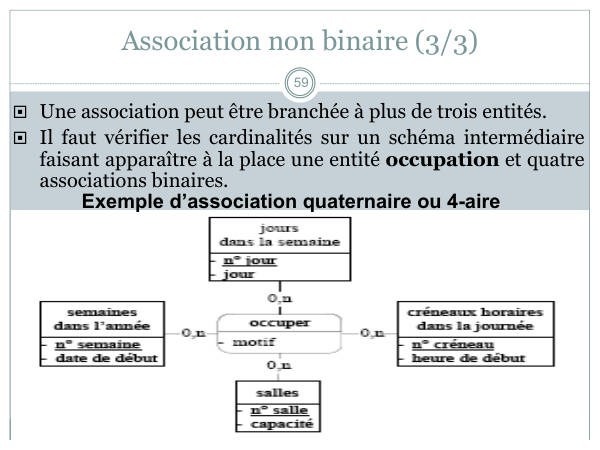 Association non binaire (3/3)
59
Une association peut être branchée à plus de trois entités.
Il faut vérifier les cardinalités sur un schéma intermédiaire
faisant apparaître à la place une entité occupation et quatre
associations binaires.
Exemple d'association quaternaire ou 4-aire
jours
dans la semaine
- n° jour
- jour
0,n
semaines
dans l'année
- n° semaine
- date de début
0,n
occuper
- motif
0,n
créneaux horaires
dans la journée
- n° créneau
- heure de début
0,n
salles
- n° salle
- capacité